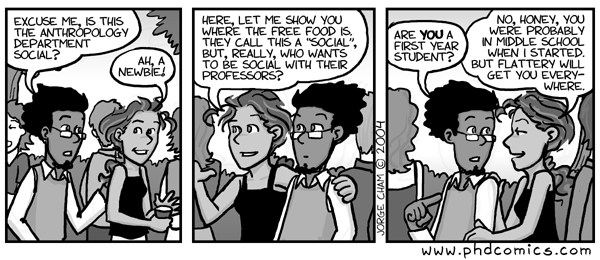 EXCUSE ME, IS THIS
THE ANTHROPOLOGY
DEPARTMENT
SOCIAL?
AH, A
NEWBIE!
HERE, LET ME SHOW YOU
WHERE THE FREE FOOD IS.
THEY CALL THIS A "SOCIAL",
BUT, REALLY, WHO WANTS
TO BE SOCIAL WITH THEIR
PROFESSORS?
JORGE CHAM © 2004
ARE YOU A
FIRST YEAR
STUDENT?
NO, HONEY, YOU
WERE PROBABLY
IN MIDDLE SCHOOL
WHEN I STARTED.
BUT FLATTERY WILL
GET YOU EVERY-
WHERE.
www.phdcomics.com